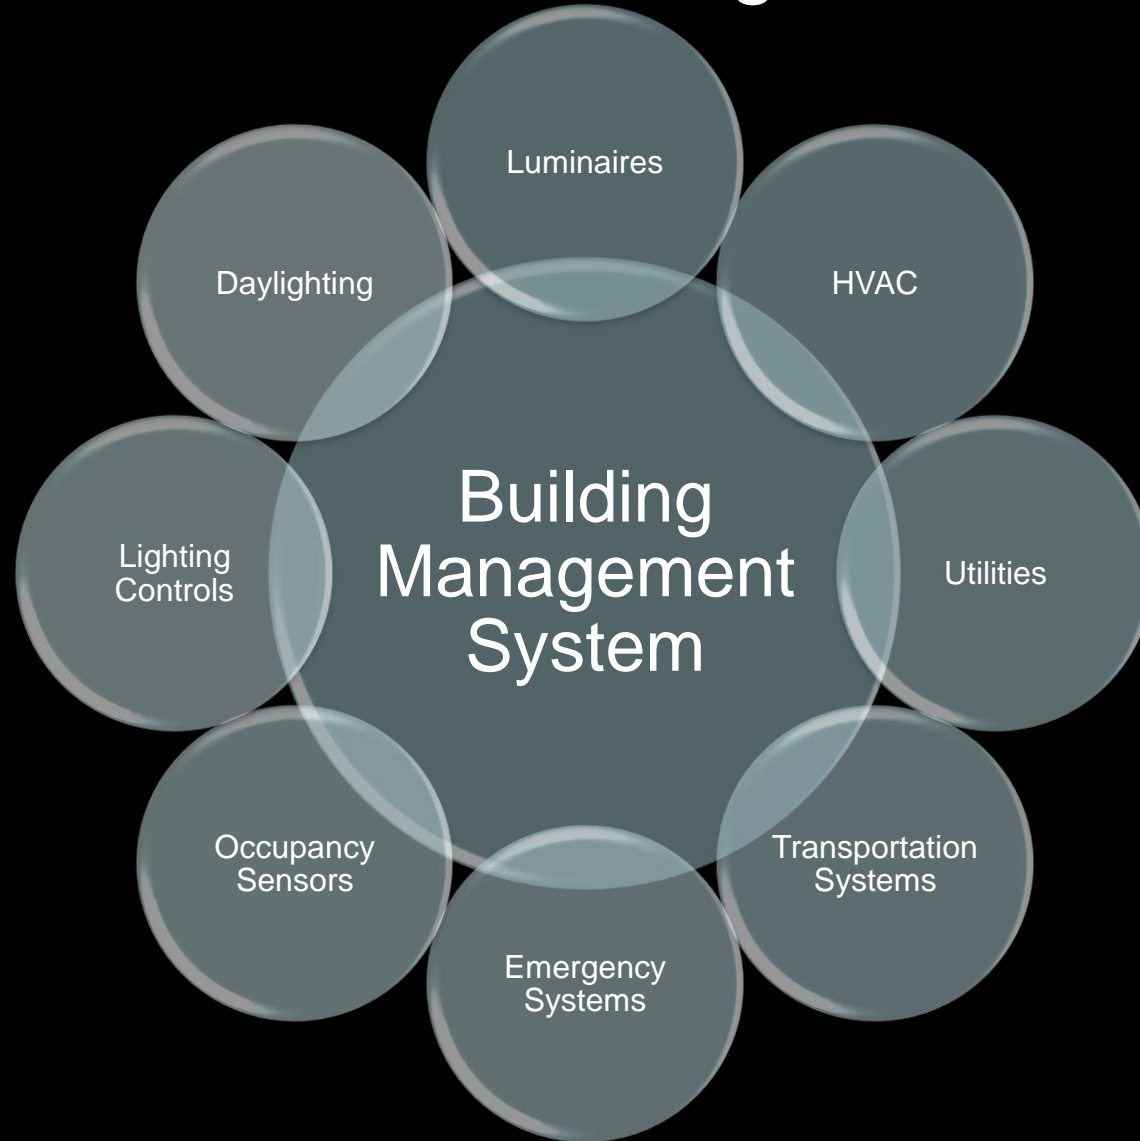 Luminaires
HVAC
Utilities
Transportation
Systems
Emergency
Systems
Occupancy
Sensors
Lighting
Controls
Daylighting
Building
Management
System